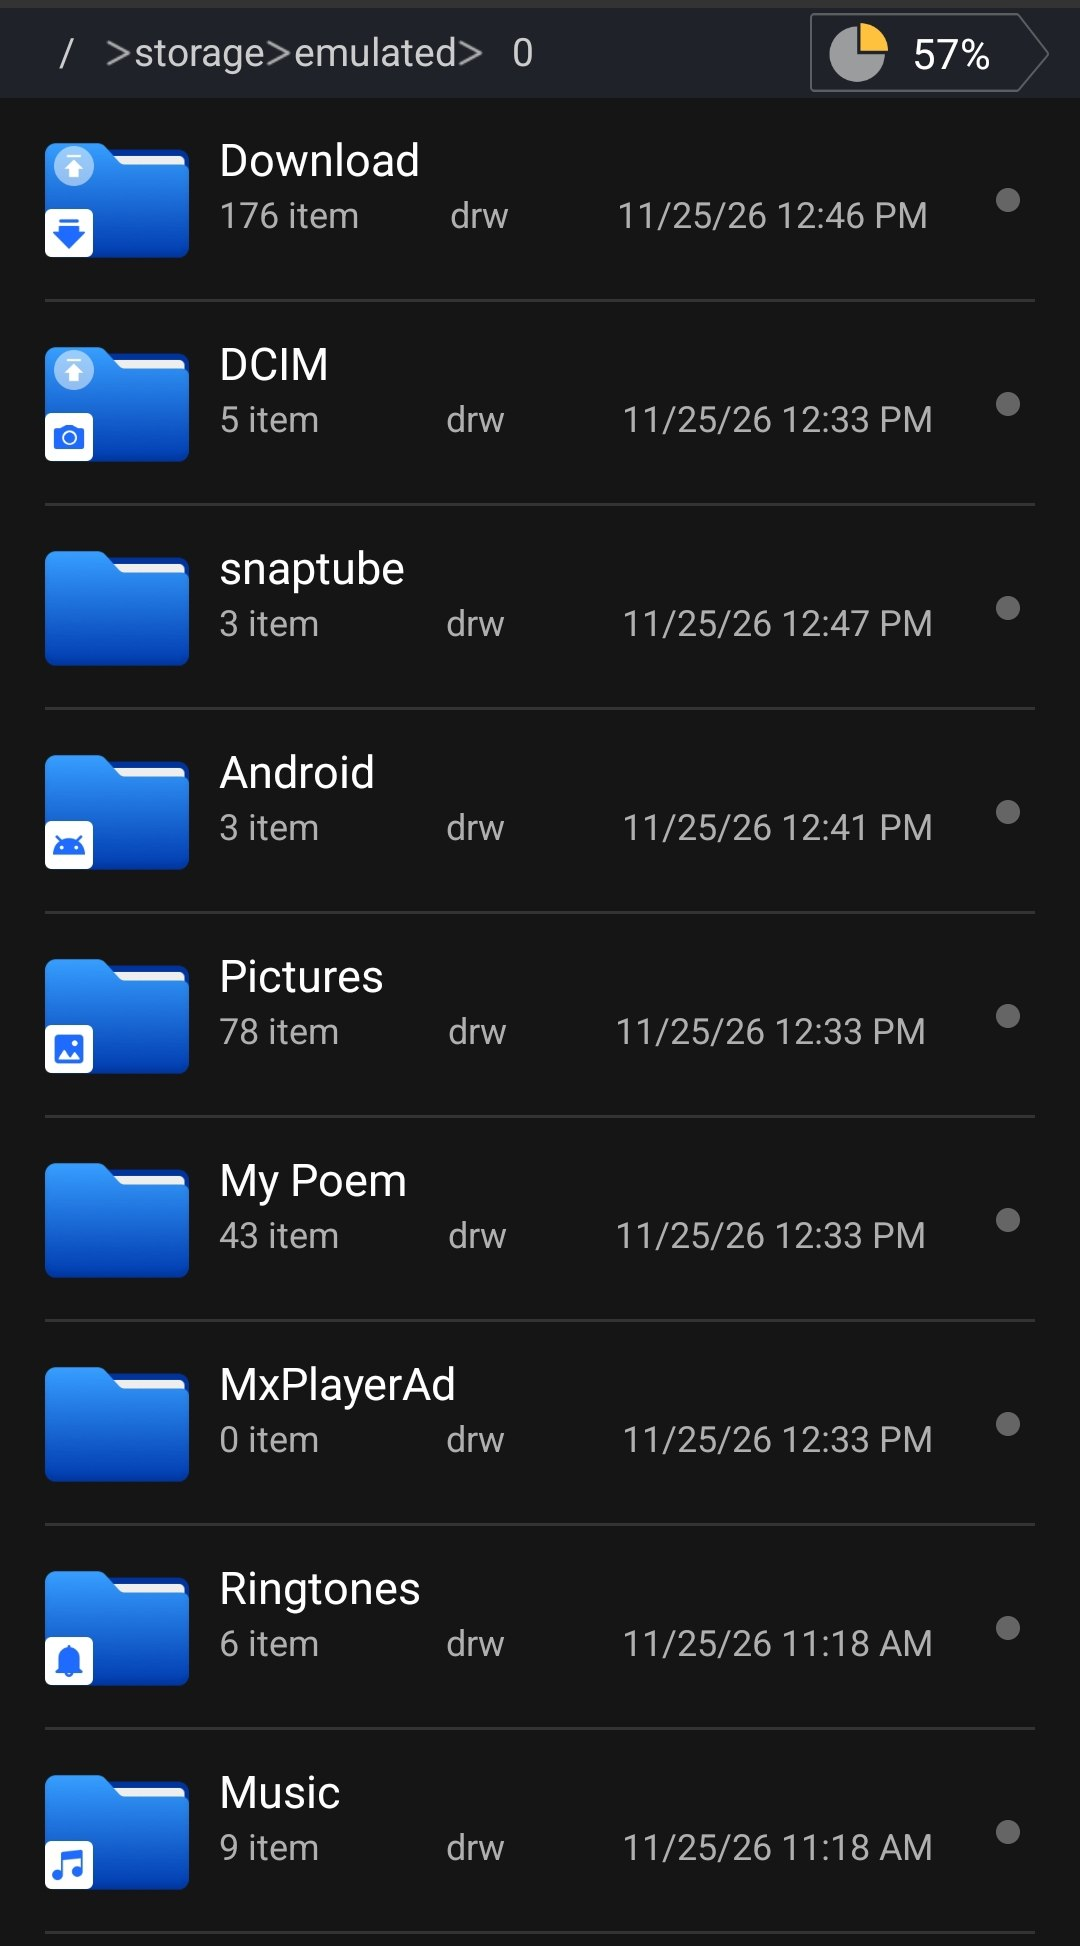 / >storage>emulated> 0 57%
Download
176 item drw 11/25/26 12:46 PM
DCIM
5 item drw 11/25/26 12:33 PM
snaptube
3 item drw 11/25/26 12:47 PM
Android
3 item drw 11/25/26 12:41 PM
Pictures
78 item drw 11/25/26 12:33 PM
My Poem
43 item drw 11/25/26 12:33 PM
MxPlayerAd
0 item drw 11/25/26 12:33 PM
Ringtones
6 item drw 11/25/26 11:18 AM
Music
9 item drw 11/25/26 11:18 AM